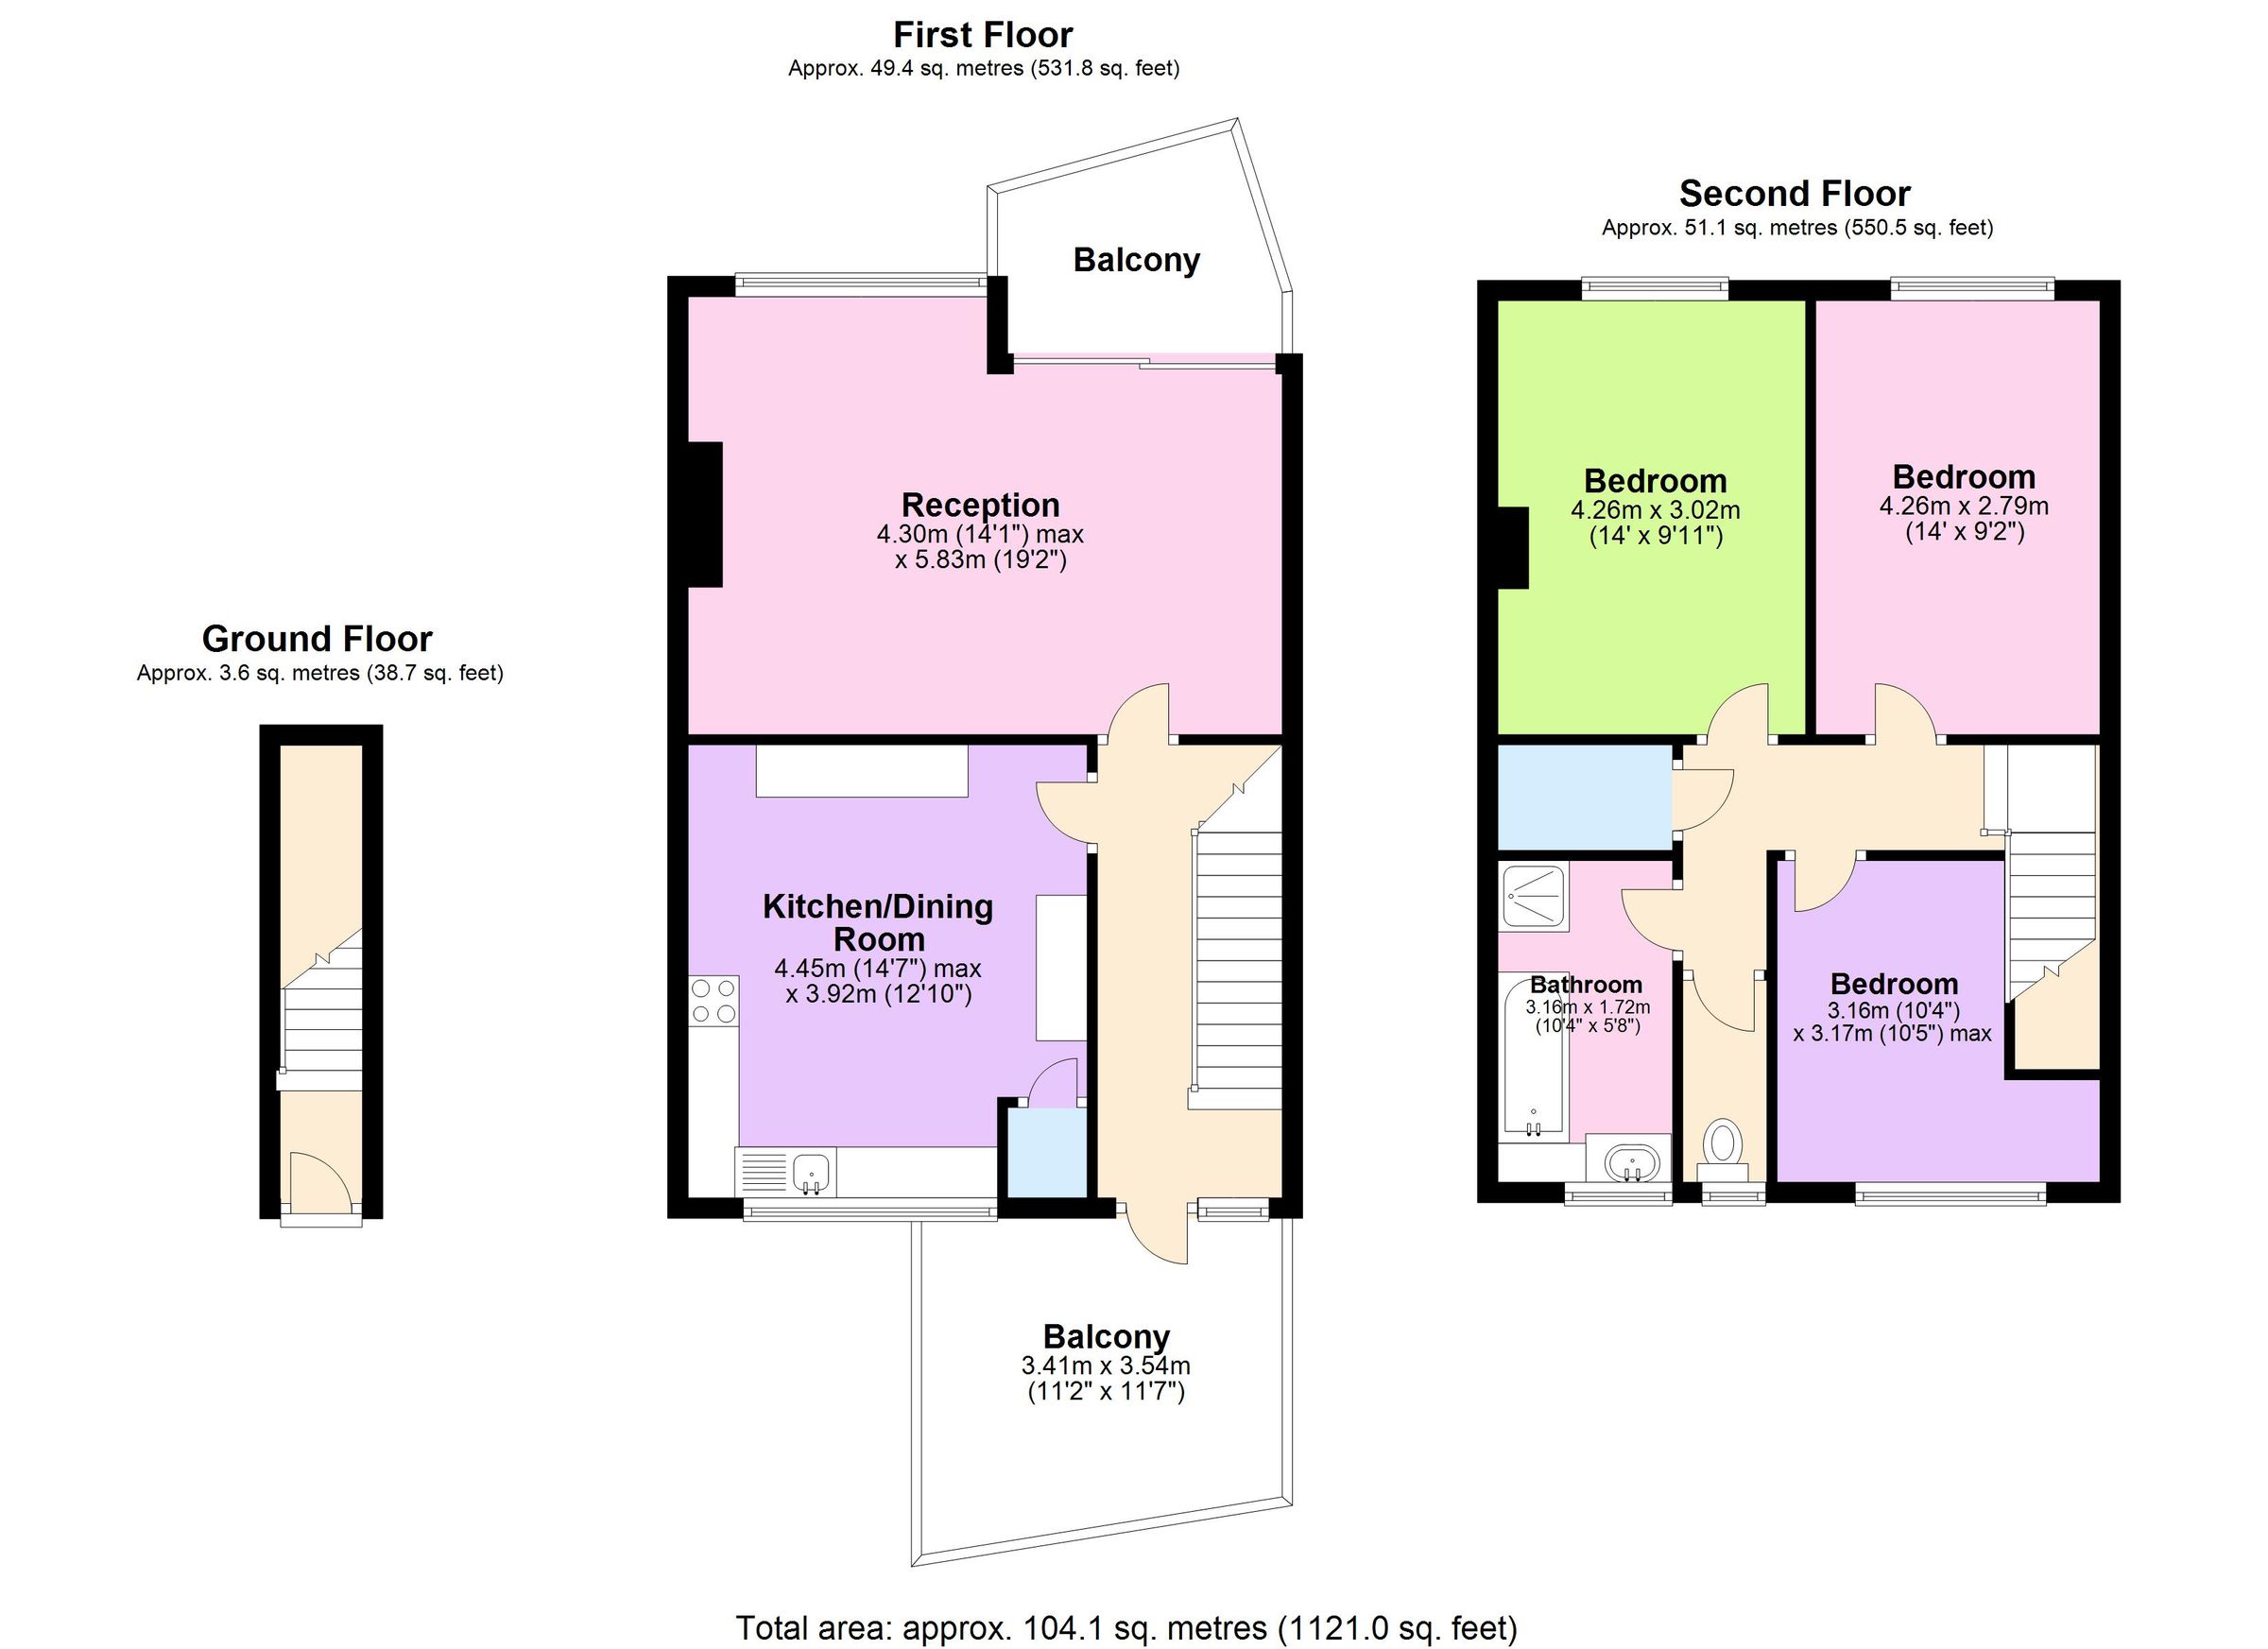 First Floor
Approx. 49.4 sq. metres (531.8 sq. feet)
Balcony
Reception
4.30m (14'1") max
x 5.83m (19'2")
Kitchen/Dining
Room
4.45m (14'7") max
x 3.92m (12'10")
Balcony
3.41m x 3.54m
(11'2" x 11'7")
Second Floor
Approx. 51.1 sq. metres (550.5 sq. feet)
Bedroom
4.26m x 3.02m
(14' x 9'11")
Bedroom
4.26m x 2.79m
(14' x 9'2")
Bathroom
3.16m x 1.72m
(10'4" x 5'8")
Bedroom
3.16m (10'4")
x 3.17m (10'5") max
Ground Floor
Approx. 3.6 sq. metres (38.7 sq. feet)
Total area: approx. 104.1 sq. metres (1121.0 sq. feet)